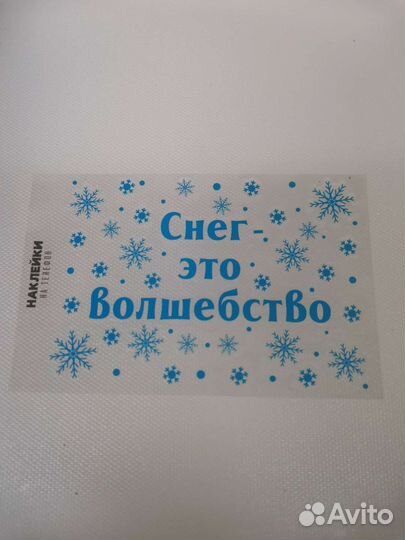 Снег -
это
волшебство
НАКЛЕЙКИ
НА ТЕЛЕФОН
Avito